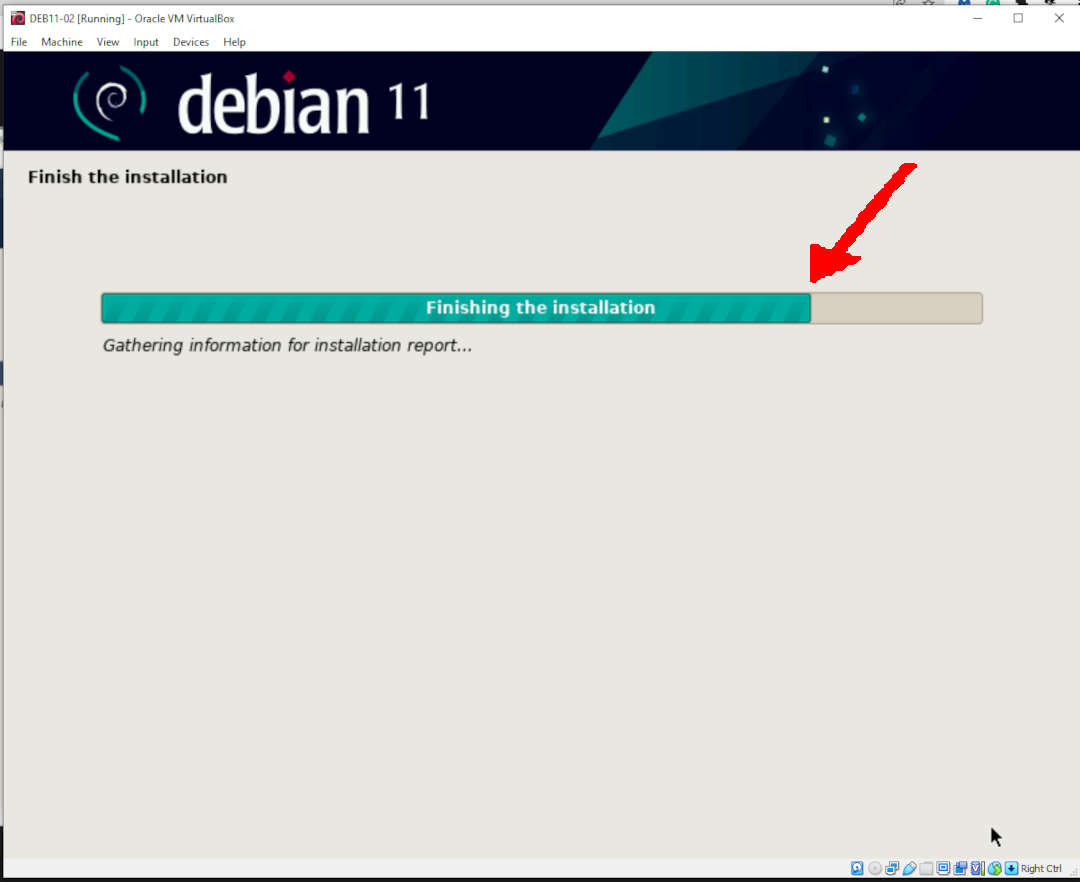 DEB11-02 [Running] - Oracle VM VirtualBox
File Machine View Input Devices Help
debian 11
Finish the installation
Finishing the installation
Gathering information for installation report...
Right Ctrl